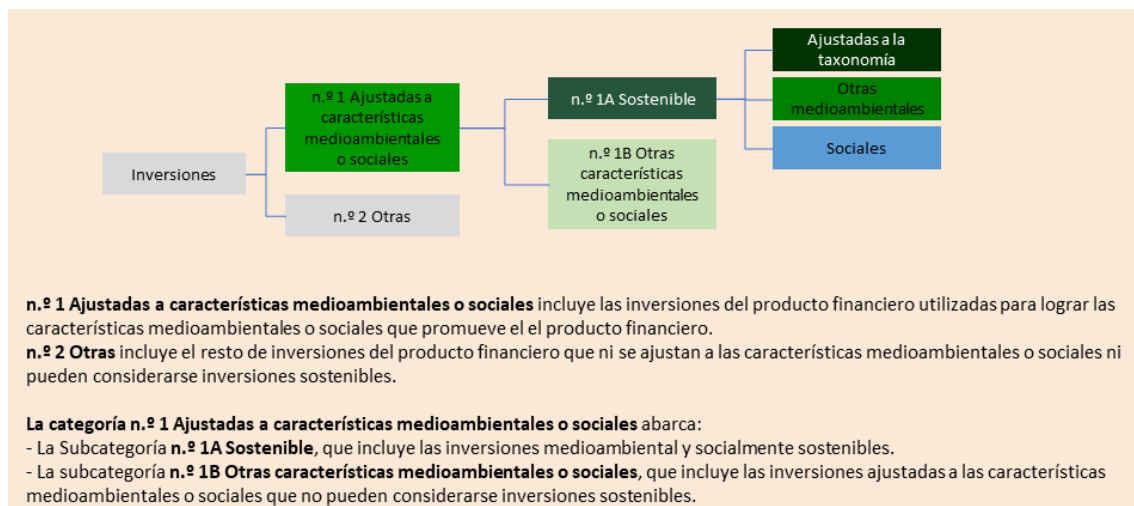 Ajustadas a la
taxonomía
n.º 1 Ajustadas a
características
medioambientales
o sociales
n.º 1A Sostenible
Otras
medioambientales
Sociales
n.º 1B Otras
características
medioambientales
o sociales
Inversiones
n.º 2 Otras
n.º 1 Ajustadas a características medioambientales o sociales incluye las inversiones del producto financiero utilizadas para lograr las
características medioambientales o sociales que promueve el el producto financiero.
n.º 2 Otras incluye el resto de inversiones del producto financiero que ni se ajustan a las características medioambientales o sociales ni
pueden considerarse inversiones sostenibles.
La categoría n.º 1 Ajustadas a características medioambientales o sociales abarca:
- La Subcategoría n.º 1A Sostenible, que incluye las inversiones medioambiental y socialmente sostenibles.
- La subcategoría n.º 1B Otras características medioambientales o sociales, que incluye las inversiones ajustadas a las características
medioambientales o sociales que no pueden considerarse inversiones sostenibles.